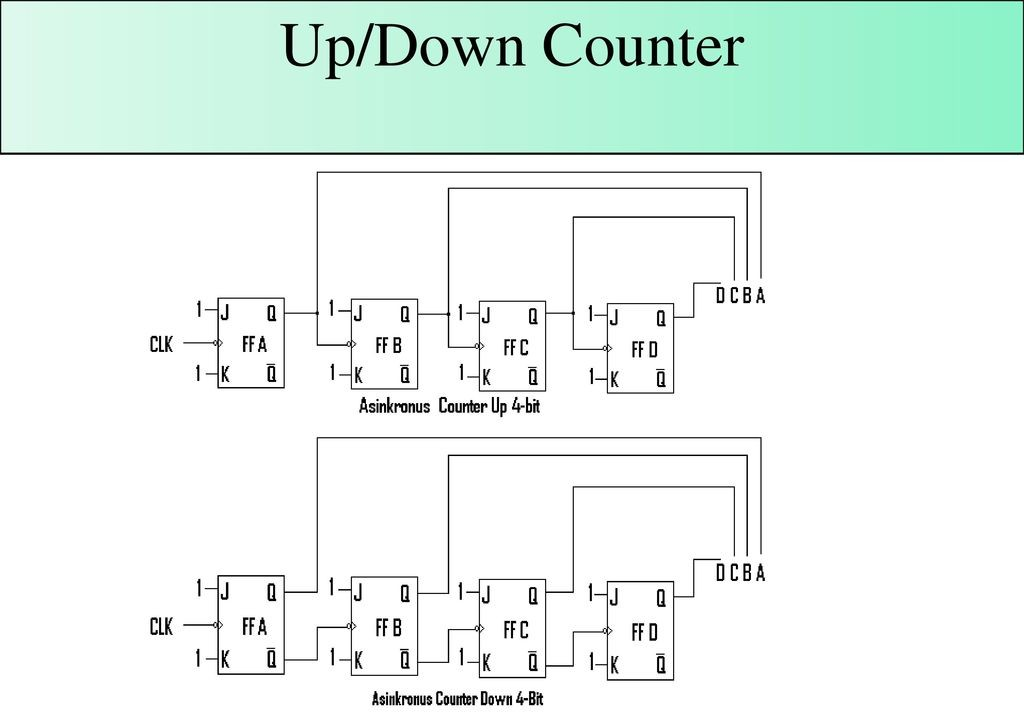 Up/Down Counter
D C B A
1 J Q 1 J Q 1 J Q 1 J Q
CLK FF A FF B FF C FF D
1 K Q̅ 1 K Q̅ 1 K Q̅ 1 K Q̅
Asinkronus Counter Up 4-bit
D C B A
1 J Q 1 J Q 1 J Q 1 J Q
CLK FF A FF B FF C FF D
1 K Q̅ 1 K Q̅ 1 K Q̅ 1 K Q̅
Asinkronus Counter Down 4-Bit